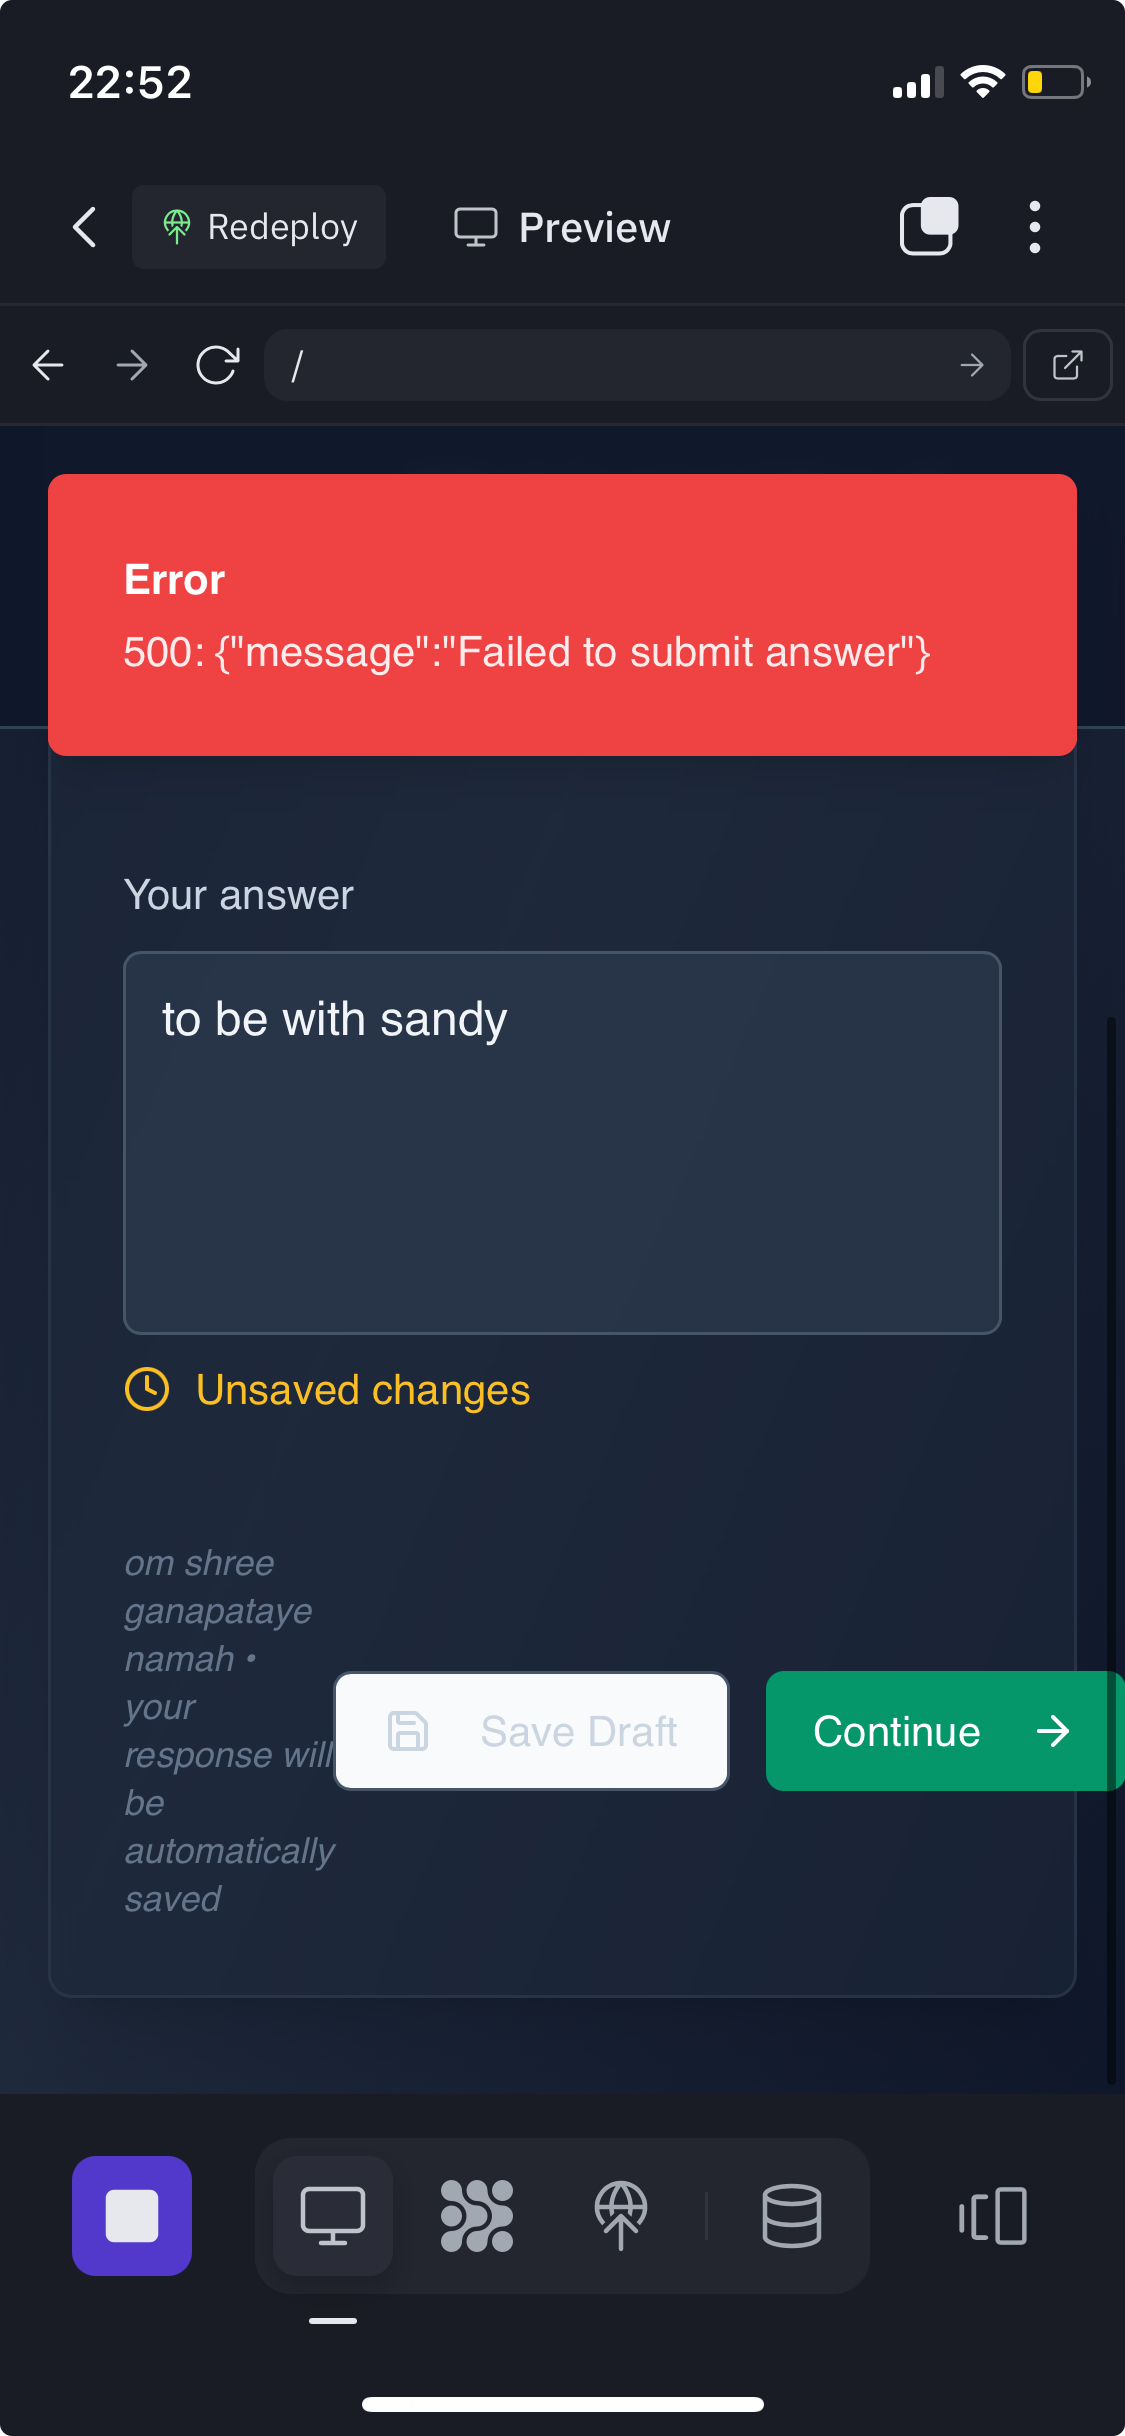 22:52
Redeploy
Preview
/
Error
500: {"message":"Failed to submit answer"}
Your answer
to be with sandy
Unsaved changes
om shree
ganapataye
namah •
your
response will
be
automatically
saved
Save Draft
Continue